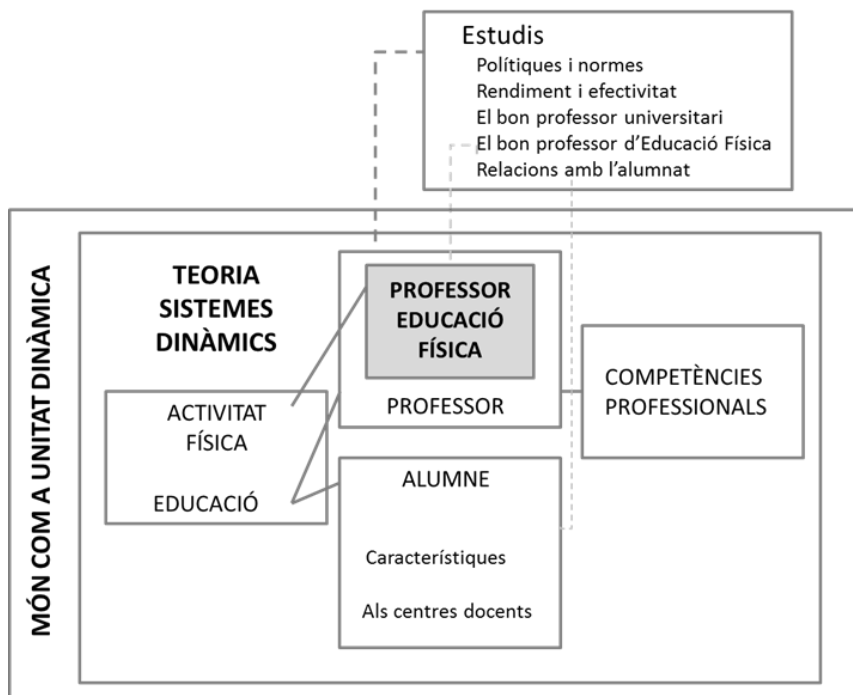 Estudis
Polítiques i normes
Rendiment i efectivitat
El bon professor universitari
El bon professor d'Educació Física
Relacions amb l'alumnat
MÓN COM A UNITAT DINÀMICA
TEORIA
SISTEMES
DINÀMICS
PROFESSOR
EDUCACIÓ
FÍSICA
PROFESSOR
ACTIVITAT
FÍSICA
EDUCACIÓ
COMPETÈNCIES
PROFESSIONALS
ALUMNE
Característiques
Als centres docents